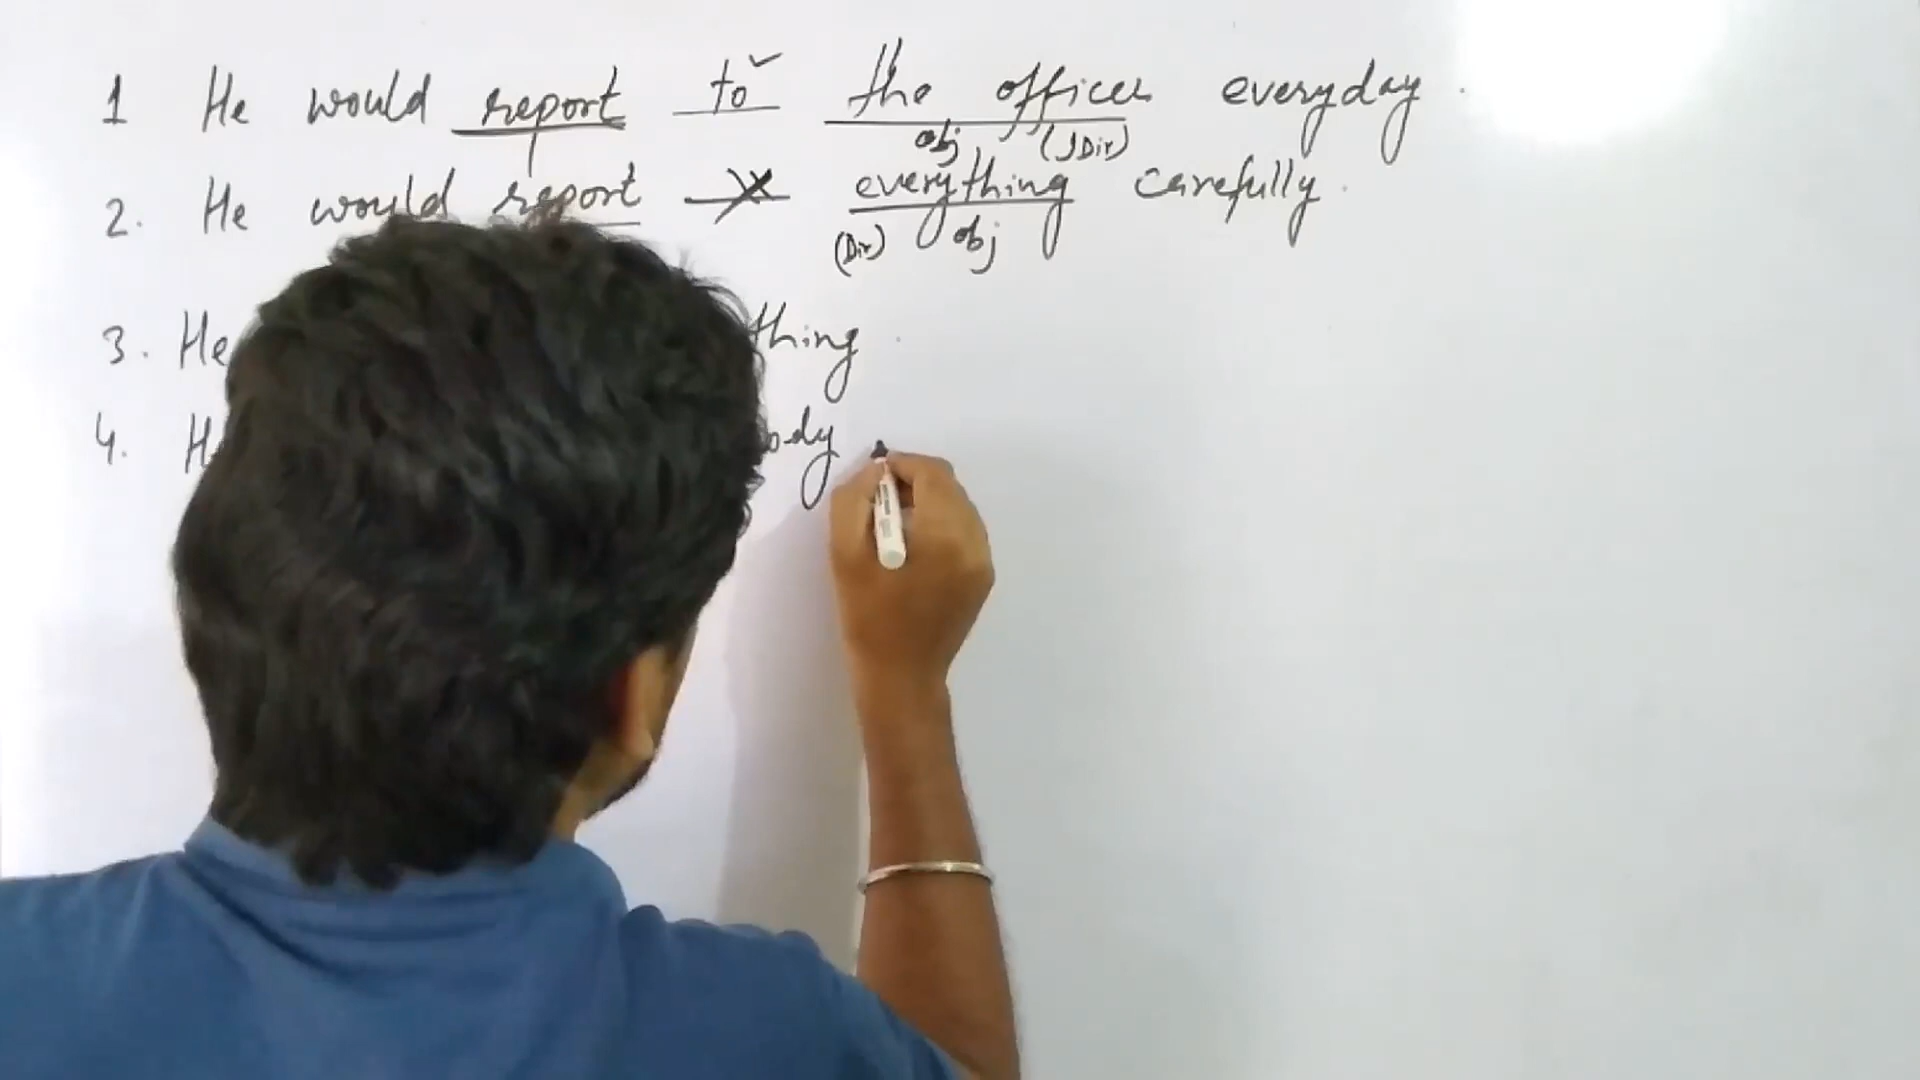 1 He would report to the officer everyday.
obj (IDir)
2. He would report X everything carefully.
(Dir) obj
3. He thing.
4. H ody